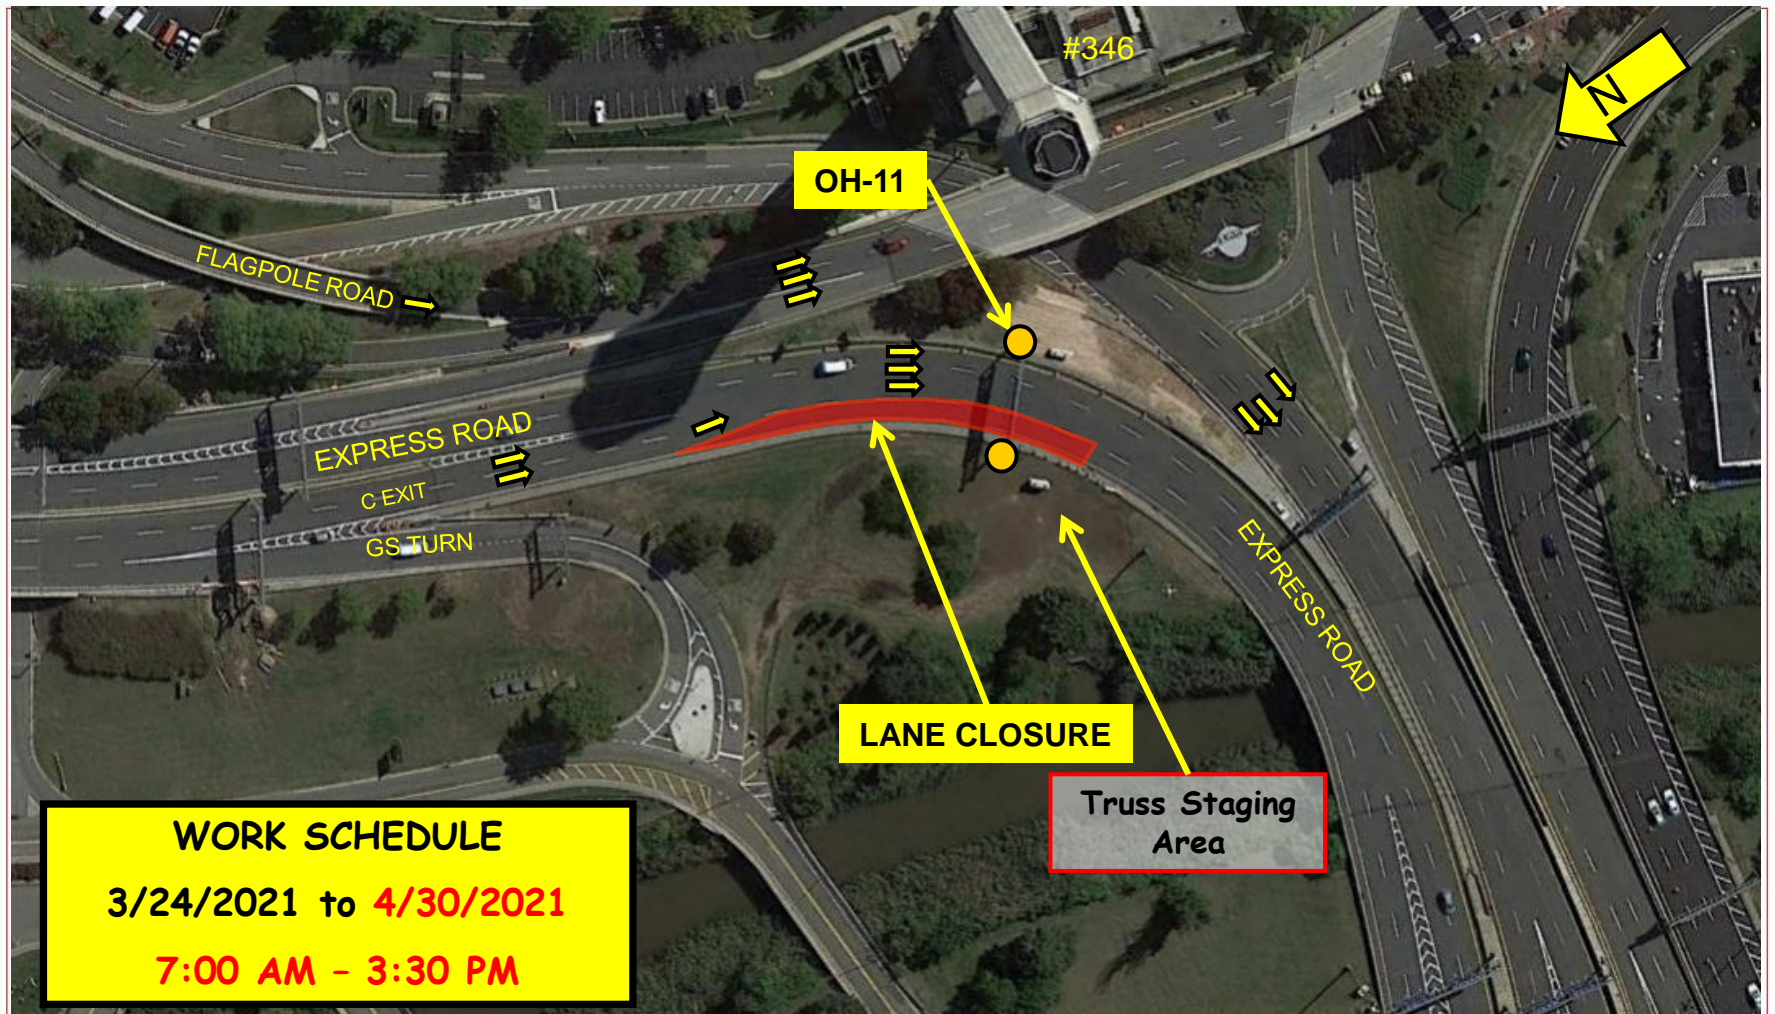 #346
N
OH-11
FLAGPOLE ROAD
EXPRESS ROAD
C EXIT
GS TURN
EXPRESS ROAD
LANE CLOSURE
Truss Staging
Area
WORK SCHEDULE
3/24/2021 to 4/30/2021
7:00 AM – 3:30 PM